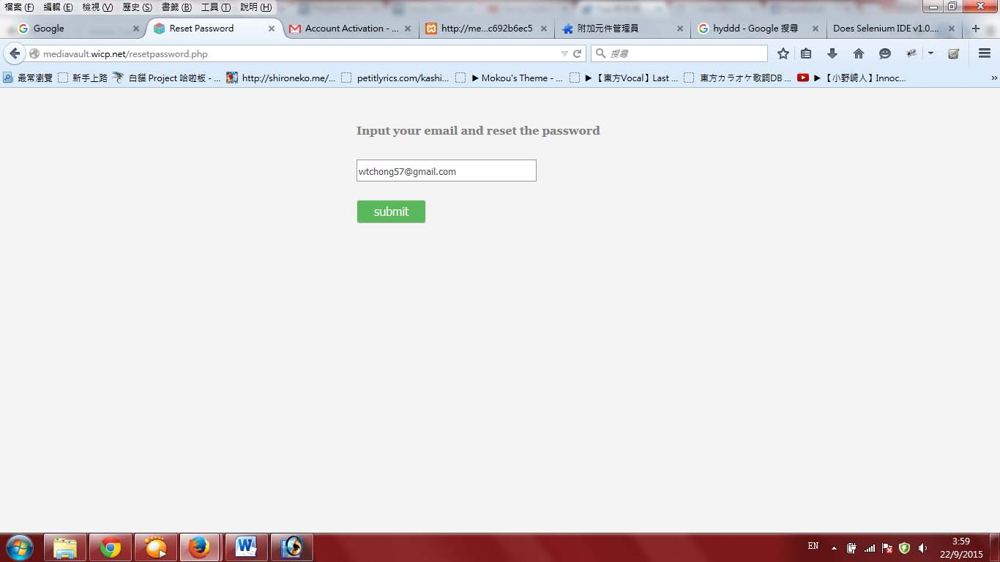 檔案(F) 編輯(E) 檢視(V) 歷史(S) 書籤(B) 工具(T) 說明(H)
Google Reset Password Account Activation - ... http://me...c692b6ec5 附加元件管理員 hyddd - Google 搜尋 Does Selenium IDE v1.0....
mediavault.wicp.net/resetpassword.php 搜尋
最常瀏覽 新手上路 白貓 Project 哈啦板 - ... http://shironeko.me/... petitlyrics.com/kashi... ▶ Mokou's Theme - ... ▶【東方Vocal】Last ... 東方カラオケ歌詞DB ... ▶【小野崎人】Innoc...
Input your email and reset the password
wtchong57@gmail.com
submit
EN
3:59
22/9/2015